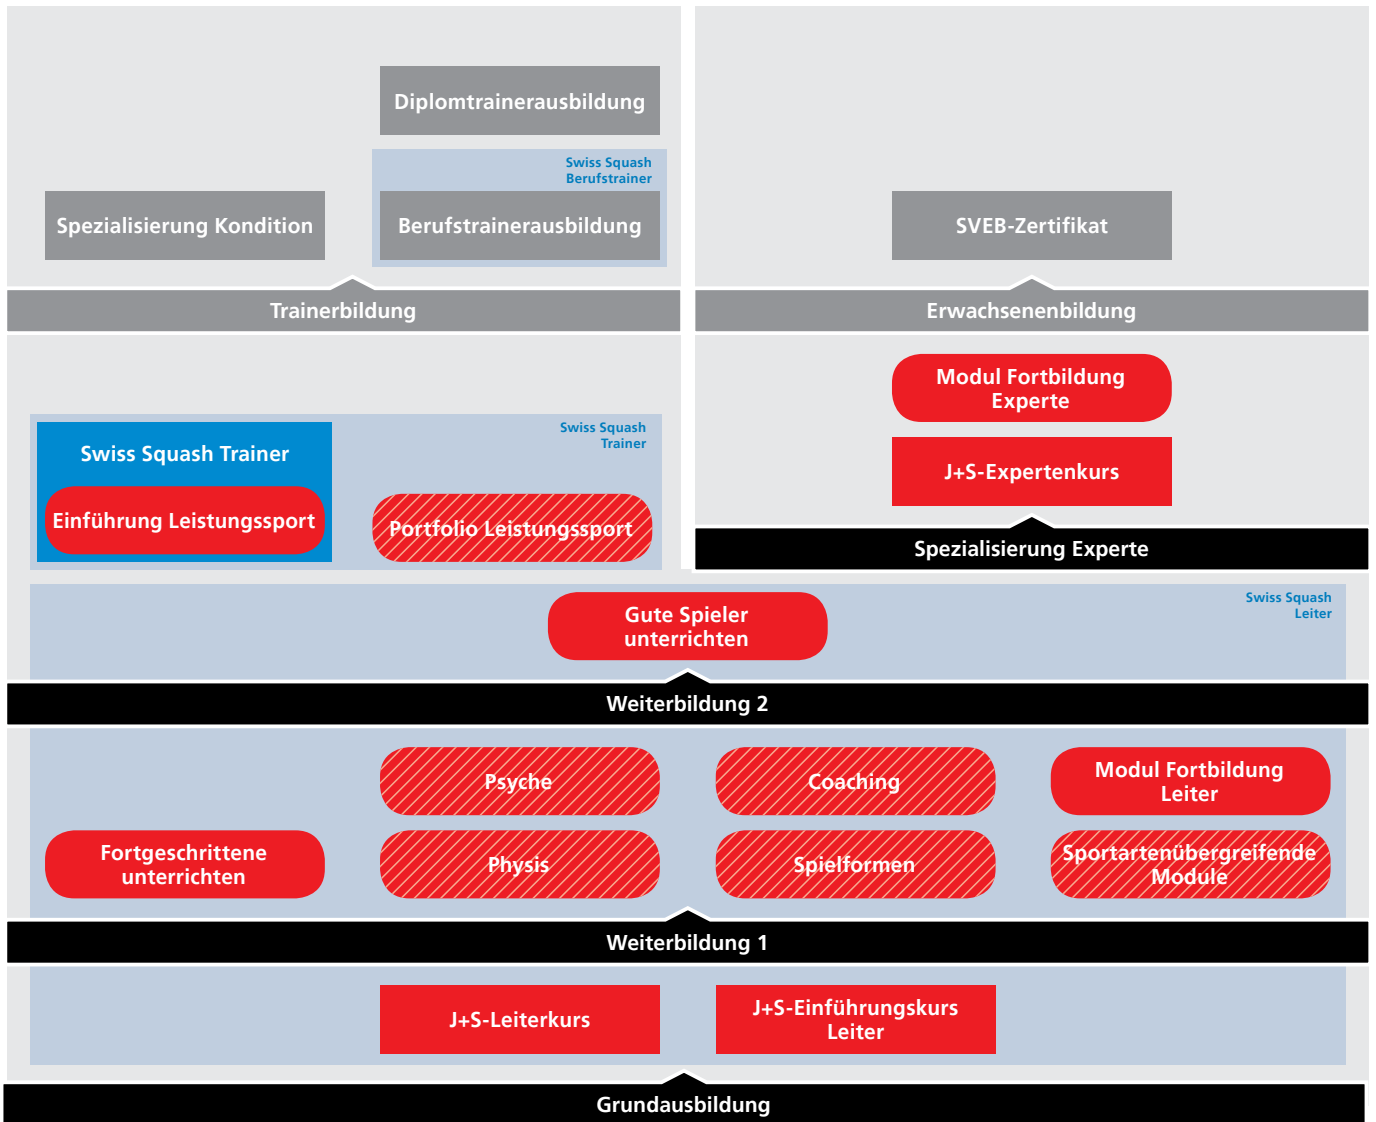 Diplomtrainerausbildung
Swiss Squash
Berufstrainer
Spezialisierung Kondition
Berufstrainerausbildung
SVEB-Zertifikat
Trainerbildung
Erwachsenenbildung
Modul Fortbildung
Experte
Swiss Squash
Trainer
Swiss Squash Trainer
J+S-Expertenkurs
Einführung Leistungssport
Portfolio Leistungssport
Spezialisierung Experte
Swiss Squash
Leiter
Gute Spieler
unterrichten
Weiterbildung 2
Psyche
Coaching
Modul Fortbildung
Leiter
Fortgeschrittene
unterrichten
Physis
Spielformen
Sportartenübergreifende
Module
Weiterbildung 1
J+S-Leiterkurs
J+S-Einführungskurs
Leiter
Grundausbildung